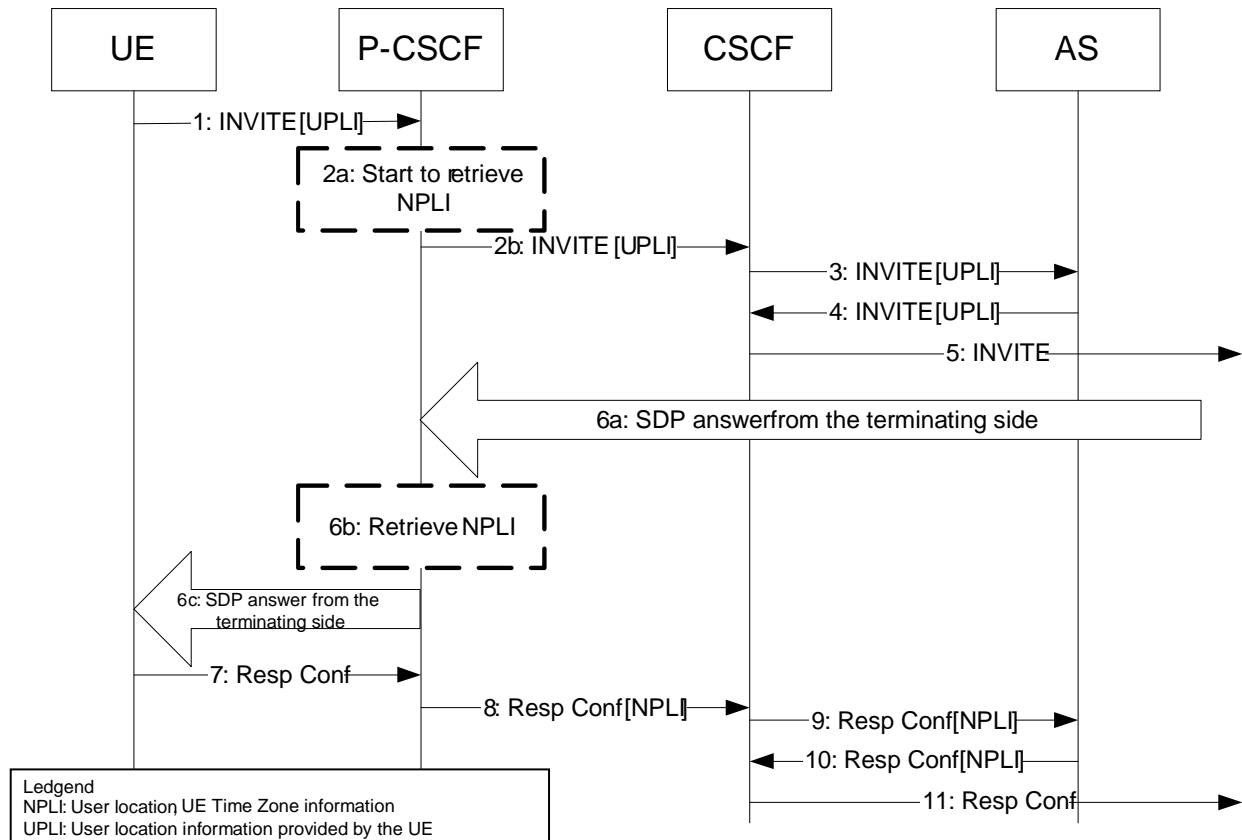 UE
P-CSCF
CSCF
AS
1: INVITE[UPLI]
2a: Start to retrieve
NPLI
2b: INVITE [UPLI]
3: INVITE[UPLI]
4: INVITE[UPLI]
5: INVITE
6a: SDP answerfrom the terminating side
6b: Retrieve NPLI
6c: SDP answer from the
terminating side
7: Resp Conf
8: Resp Conf[NPLI]
9: Resp Conf[NPLI]
10: Resp Conf[NPLI]
11: Resp Conf
Ledgend
NPLI: User location, UE Time Zone information
UPLI: User location information provided by the UE